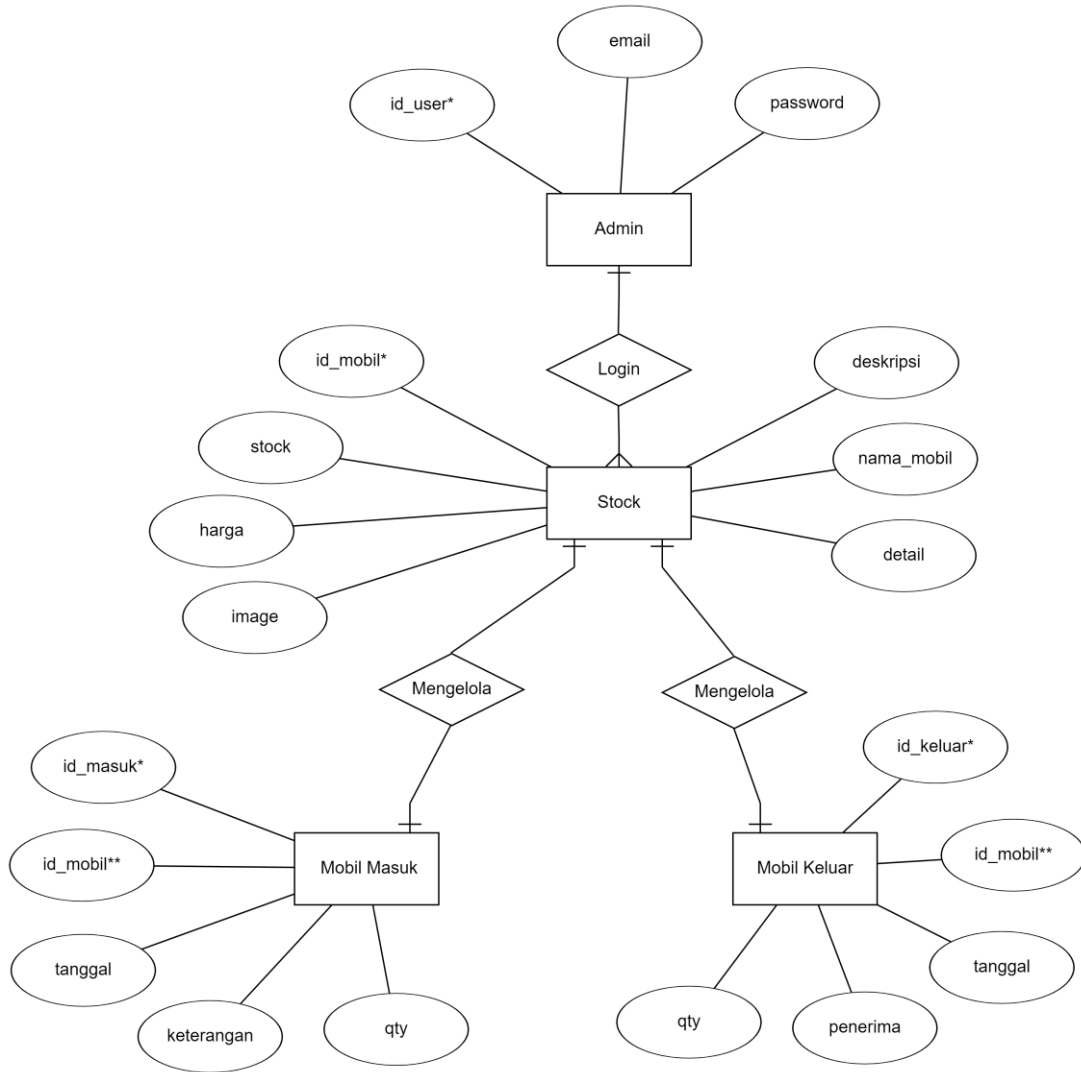 email
id_user*
password
Admin
id_mobil*
Login
deskripsi
stock
nama_mobil
Stock
harga
detail
image
Mengelola
Mengelola
id_masuk*
id_keluar*
id_mobil**
Mobil Masuk
Mobil Keluar
id_mobil**
tanggal
tanggal
keterangan
qty
qty
penerima